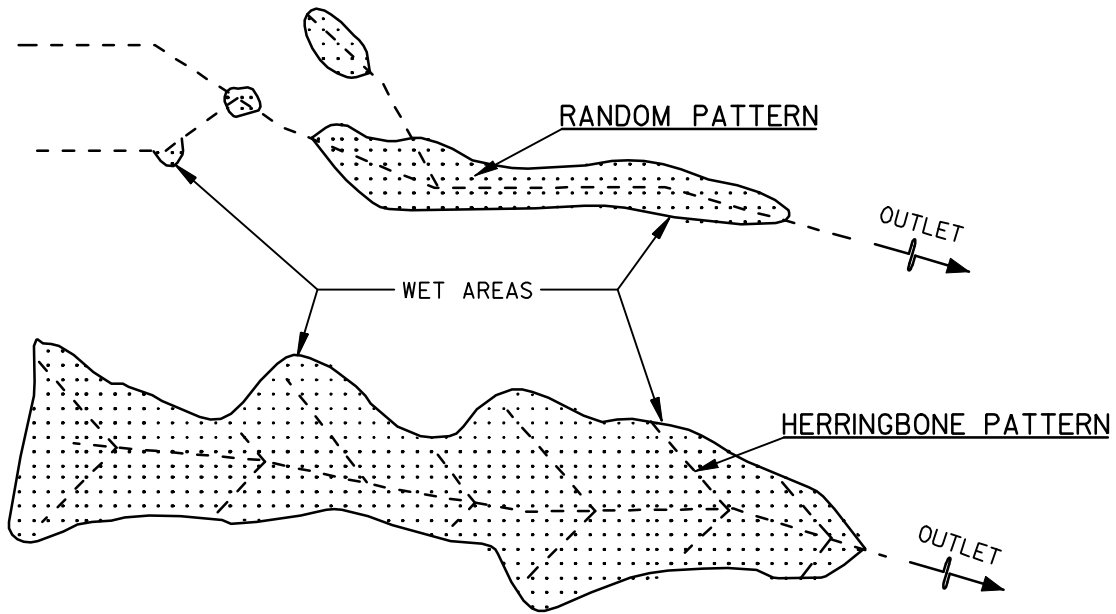 RANDOM PATTERN
OUTLET
WET AREAS
HERRINGBONE PATTERN
OUTLET